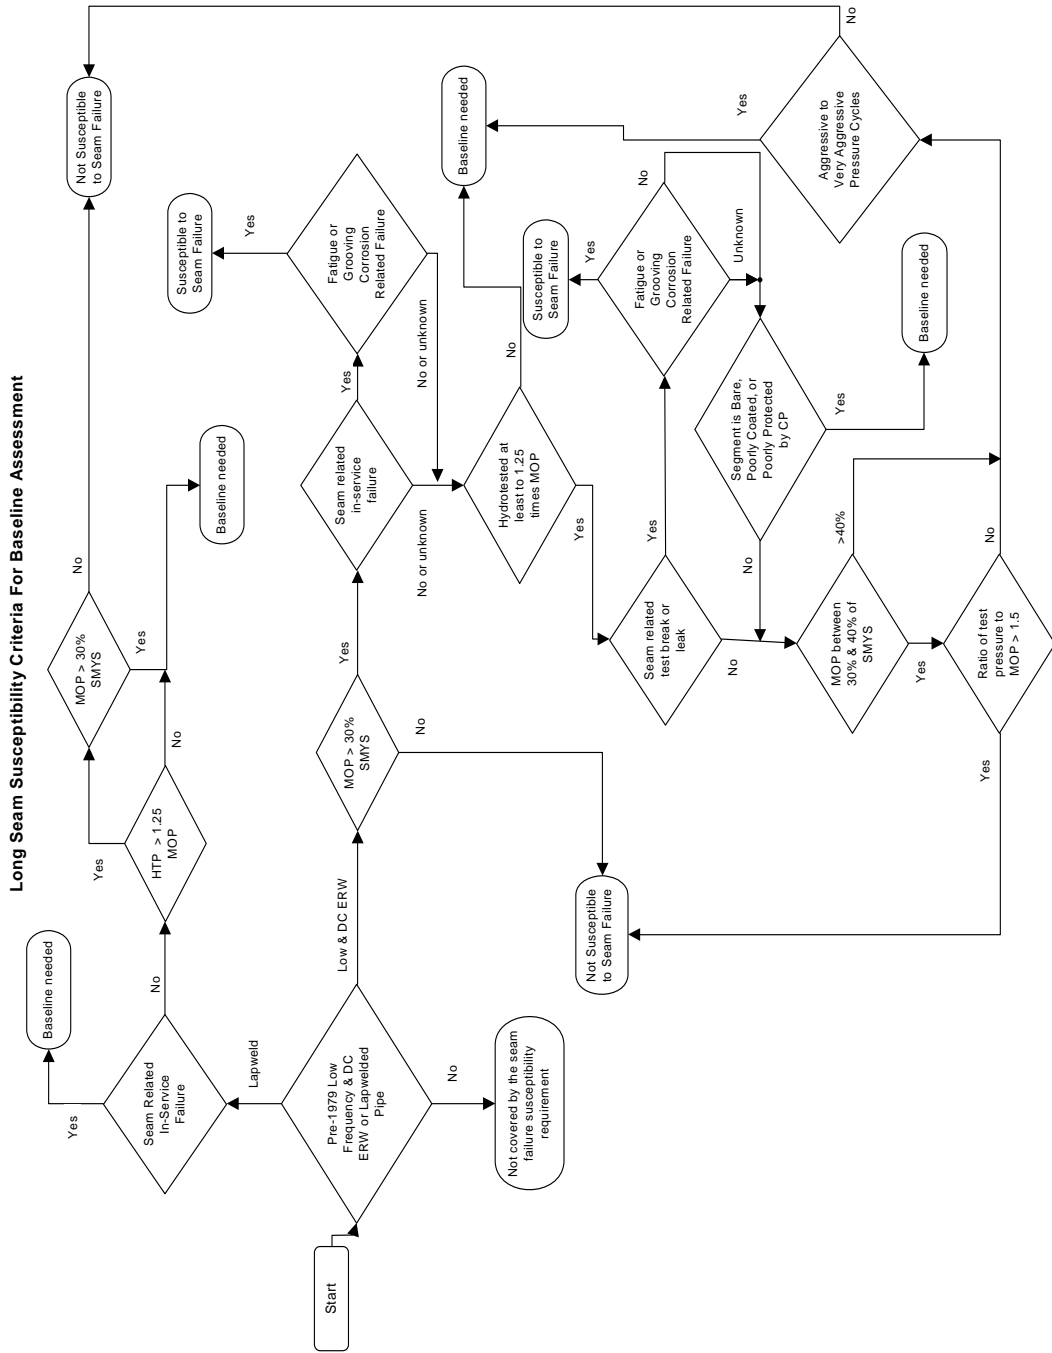 Long Seam Susceptibility Criteria For Baseline Assessment
Start
Pre-1979 Low
Frequency & DC
ERW or Lapwelded
Pipe
Lapweld
Low & DC ERW
No
Not covered by the seam
failure susceptibility
requirement
Seam Related
In-Service
Failure
Yes
Baseline needed
No
HTP > 1.25
MOP
Yes
No
MOP > 30%
SMYS
No
Yes
Not Susceptible
to Seam Failure
Baseline needed
MOP > 30%
SMYS
Yes
No
Not Susceptible
to Seam Failure
Seam related
in-service
failure
Yes
No or unknown
Fatigue or
Grooving
Corrosion
Related Failure
Yes
Susceptible to
Seam Failure
No or unknown
Hydrotested at
least to 1.25
times MOP
No
Baseline needed
Yes
Seam related
test break or
leak
Yes
No
Fatigue or
Grooving
Corrosion
Related Failure
Yes
Susceptible to
Seam Failure
No
Unknown
Segment is Bare,
Poorly Coated, or
Poorly Protected
by CP
Yes
Baseline needed
No
MOP between
30% & 40% of
SMYS
>40%
Yes
Ratio of test
pressure to
MOP > 1.5
Yes
No
Aggressive to
Very Aggressive
Pressure Cycles
Yes
No